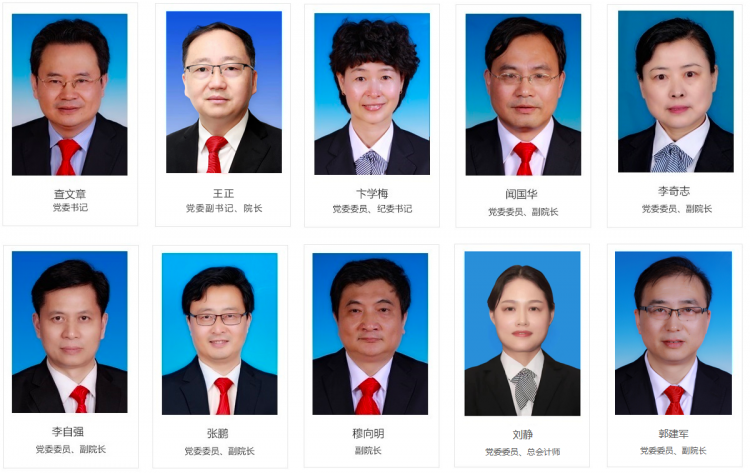 查文章
党委书记
王正
党委副书记、院长
卞学梅
党委委员、纪委书记
闻国华
党委委员、副院长
李奇志
党委委员、副院长
李自强
党委委员、副院长
张鹏
党委委员、副院长
穆向明
副院长
刘静
党委委员、总会计师
郭建军
党委委员、副院长